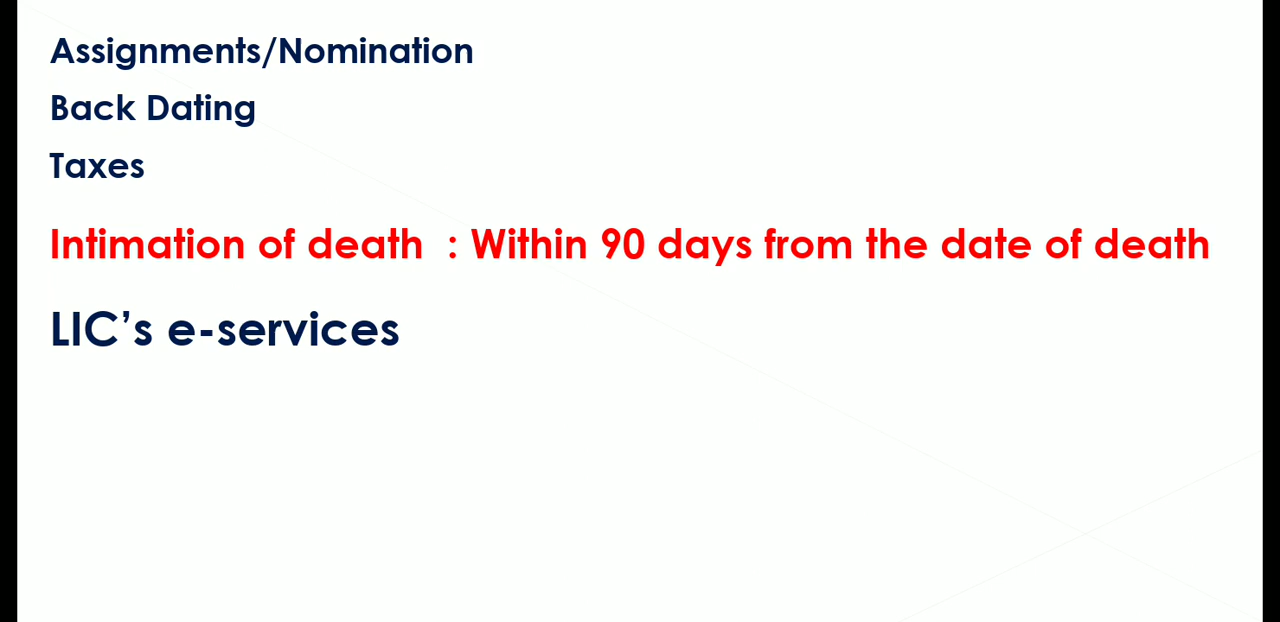 Assignments/Nomination
Back Dating
Taxes
Intimation of death : Within 90 days from the date of death
LIC’s e-services